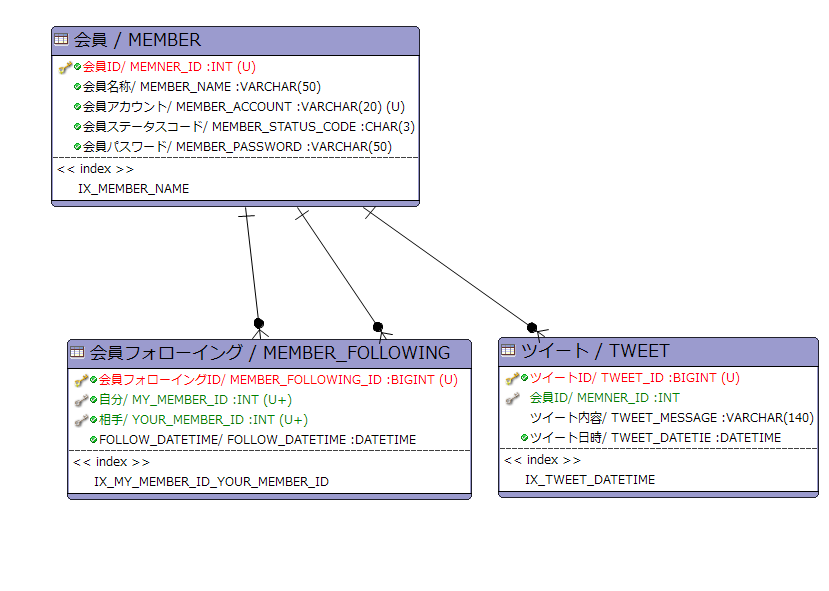 会員 / MEMBER
会員ID/ MEMNER_ID :INT (U)
会員名称/ MEMBER_NAME :VARCHAR(50)
会員アカウント/ MEMBER_ACCOUNT :VARCHAR(20) (U)
会員ステータスコード/ MEMBER_STATUS_CODE :CHAR(3)
会員パスワード/ MEMBER_PASSWORD :VARCHAR(50)
<< index >>
IX_MEMBER_NAME
会員フォローイング / MEMBER_FOLLOWING
会員フォローイングID/ MEMBER_FOLLOWING_ID :BIGINT (U)
自分/ MY_MEMBER_ID :INT (U+)
相手/ YOUR_MEMBER_ID :INT (U+)
FOLLOW_DATETIME/ FOLLOW_DATETIME :DATETIME
<< index >>
IX_MY_MEMBER_ID_YOUR_MEMBER_ID
ツイート / TWEET
ツイートID/ TWEET_ID :BIGINT (U)
会員ID/ MEMNER_ID :INT
ツイート内容/ TWEET_MESSAGE :VARCHAR(140)
ツイート日時/ TWEET_DATETIE :DATETIME
<< index >>
IX_TWEET_DATETIME